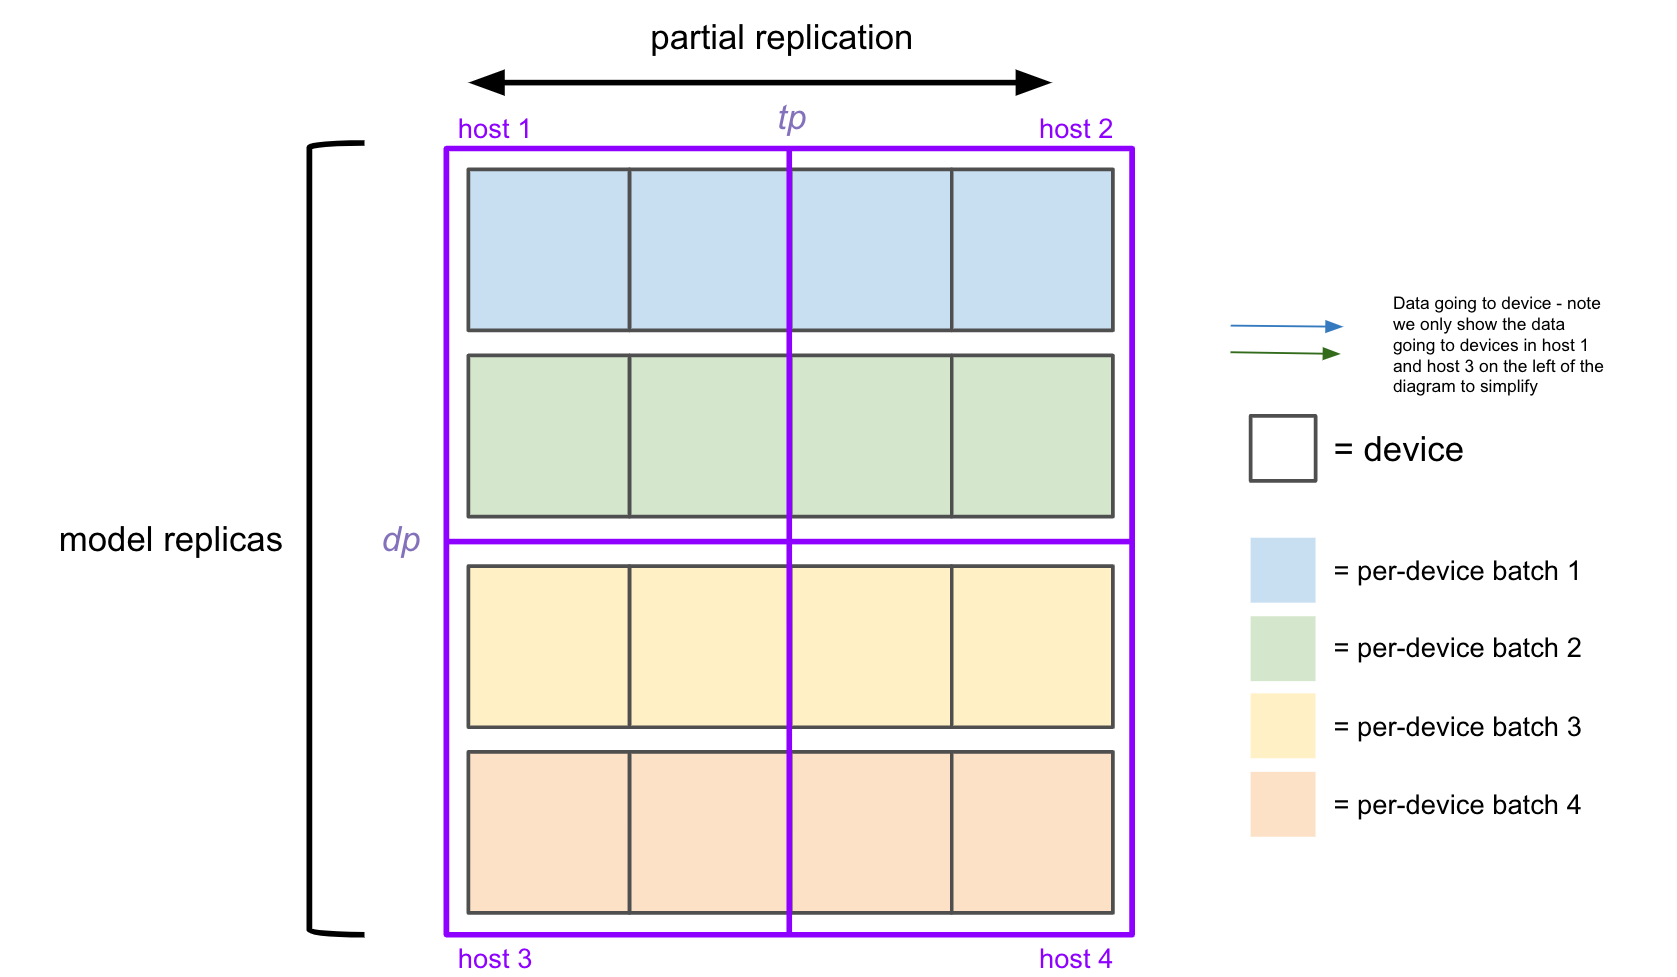 partial replication
tp
host 1
host 2
model replicas
dp
host 3
host 4
Data going to device - note
we only show the data
going to devices in host 1
and host 3 on the left of the
diagram to simplify
= device
= per-device batch 1
= per-device batch 2
= per-device batch 3
= per-device batch 4